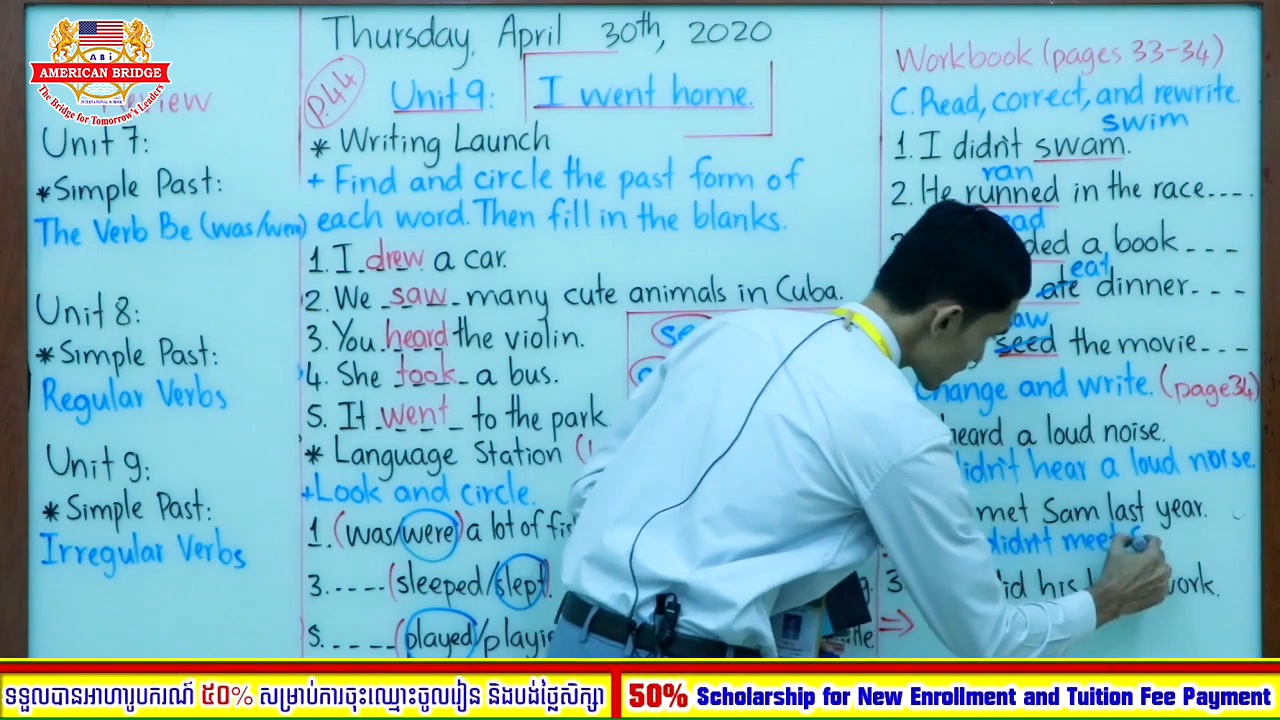 ABi
AMERICAN BRIDGE
INTERNATIONAL SCHOOL
The Bridge for Tomorrow's Leaders
Review
Unit 7:
*Simple Past:
The Verb Be (was/were)
Unit 8:
*Simple Past:
Regular Verbs
Unit 9:
*Simple Past:
Irregular Verbs
Thursday, April 30th, 2020
P.44
Unit 9: I went home.
* Writing Launch
+ Find and circle the past form of
each word. Then fill in the blanks.
1. I drew a car.
2. We saw many cute animals in Cuba.
3. You heard the violin.
4. She took a bus.
5. It went to the park
* Language Station (
+Look and circle.
1. (was/were) a lot of
3. ----- (sleeped/slept).
5. ----- (played/
Workbook (pages 33-34)
C. Read, correct, and rewrite.
swim
1. I didn't swam.
ran
2. He runned in the race----.
a book ---
eat
ate dinner---
saw
seed the movie---
Change and write. (page34)
heard a loud noise.
didn't hear a loud noise.
met Sam last year.
didn't meet
3 his work.
ទទួលបានអាហារូបករណ៍ ៥០% សម្រាប់ការចុះឈ្មោះចូលរៀន និងបង់ថ្លៃសិក្សា
50% Scholarship for New Enrollment and Tuition Fee Payment